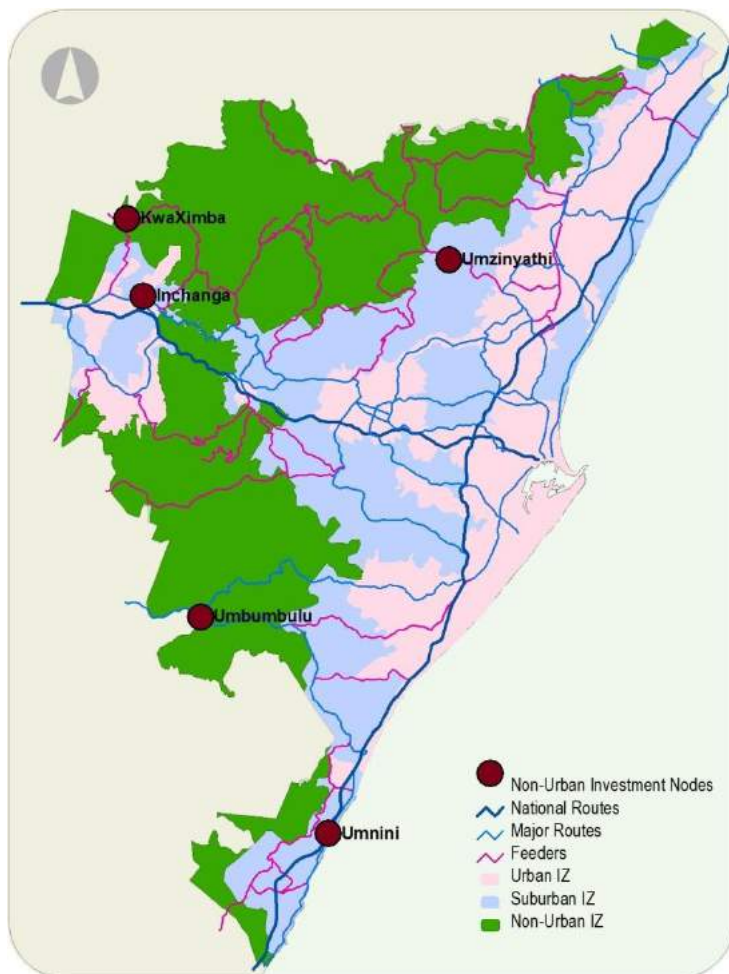 KwaXimba
Umzinyathi
Inchanga
Umbumbulu
Umnini
Non-Urban Investment Nodes
National Routes
Major Routes
Feeders
Urban IZ
Suburban IZ
Non-Urban IZ